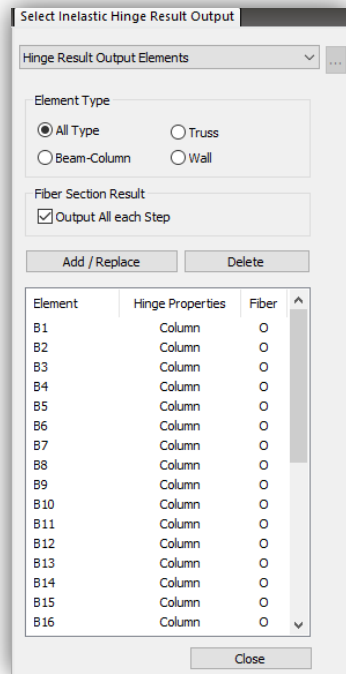 Select Inelastic Hinge Result Output
Hinge Result Output Elements
...
Element Type
All Type Truss
Beam-Column Wall
Fiber Section Result
Output All each Step
Add / Replace Delete
Element Hinge Properties Fiber
B1 Column O
B2 Column O
B3 Column O
B4 Column O
B5 Column O
B6 Column O
B7 Column O
B8 Column O
B9 Column O
B10 Column O
B11 Column O
B12 Column O
B13 Column O
B14 Column O
B15 Column O
B16 Column O
Close